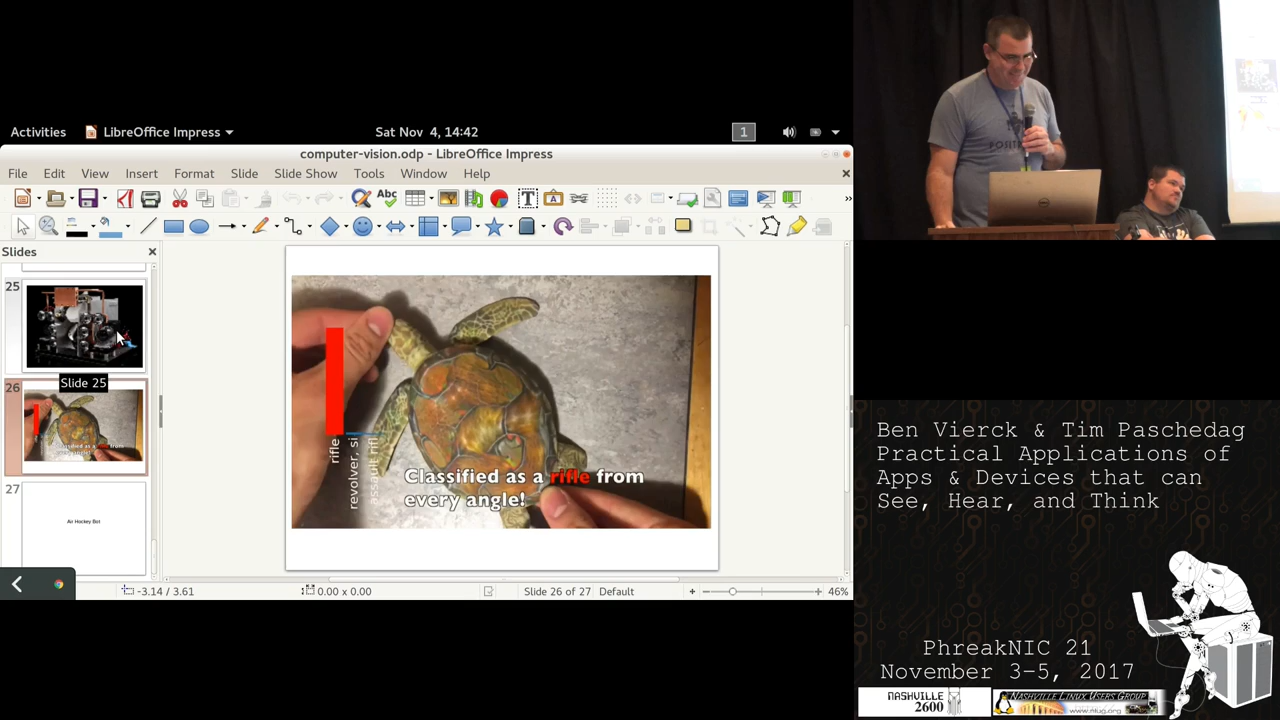 Activities
LibreOffice Impress
Sat Nov 4, 14:42
1
computer-vision.odp - LibreOffice Impress
File Edit View Insert Format Slide Slide Show Tools Window Help
Abc
T
A
Slides
25
Slide 25
26
27
Air Hockey Bot
rifle
revolver, si
assault rifl
Classified as a rifle from
every angle!
-3.14 / 3.61
0.00 x 0.00
Slide 26 of 27
Default
46%
Ben Vierck & Tim Paschedag
Practical Applications of
Apps & Devices that can
See, Hear, and Think
PhreakNIC 21
November 3-5, 2017
NASHVILLE
2600
NASHVILLE LINUX USERS GROUP
www.nlug.org